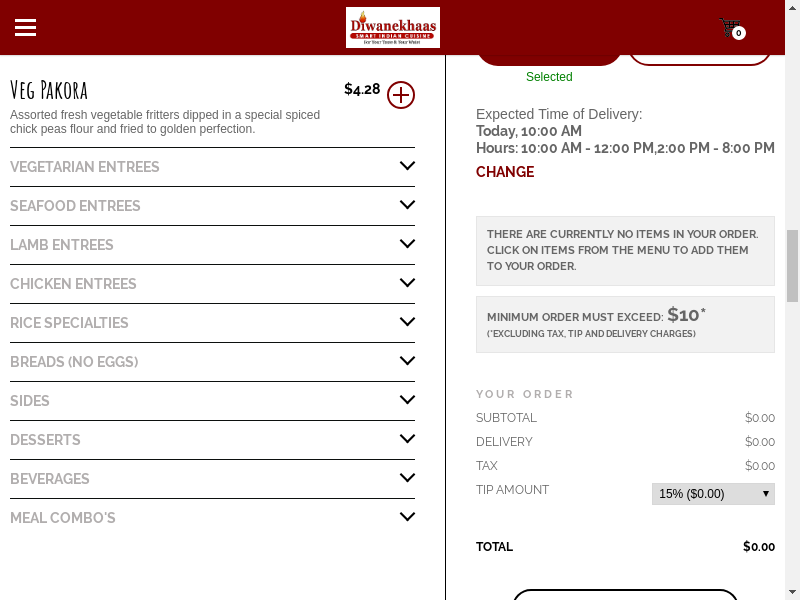 Diwanekhaas
SMART INDIAN CUISINE
For Your Taste & Your Waist
0
Veg Pakora
$4.28
Assorted fresh vegetable fritters dipped in a special spiced
chick peas flour and fried to golden perfection.
VEGETARIAN ENTREES
SEAFOOD ENTREES
LAMB ENTREES
CHICKEN ENTREES
RICE SPECIALTIES
BREADS (NO EGGS)
SIDES
DESSERTS
BEVERAGES
MEAL COMBO'S
Selected
Expected Time of Delivery:
Today, 10:00 AM
Hours: 10:00 AM - 12:00 PM,2:00 PM - 8:00 PM
CHANGE
THERE ARE CURRENTLY NO ITEMS IN YOUR ORDER.
CLICK ON ITEMS FROM THE MENU TO ADD THEM
TO YOUR ORDER.
MINIMUM ORDER MUST EXCEED: $10*
(*EXCLUDING TAX, TIP AND DELIVERY CHARGES)
YOUR ORDER
SUBTOTAL $0.00
DELIVERY $0.00
TAX $0.00
TIP AMOUNT 15% ($0.00)
TOTAL $0.00